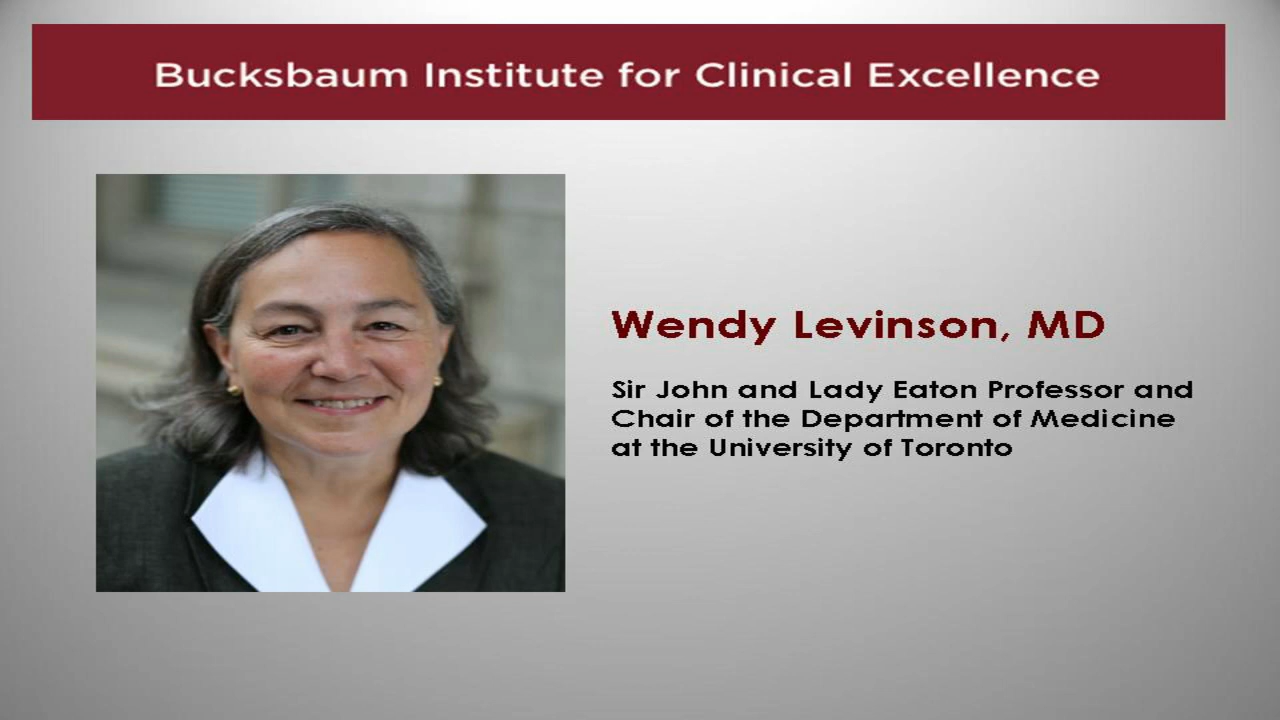 Bucksbaum Institute for Clinical Excellence
Wendy Levinson, MD
Sir John and Lady Eaton Professor and
Chair of the Department of Medicine
at the University of Toronto